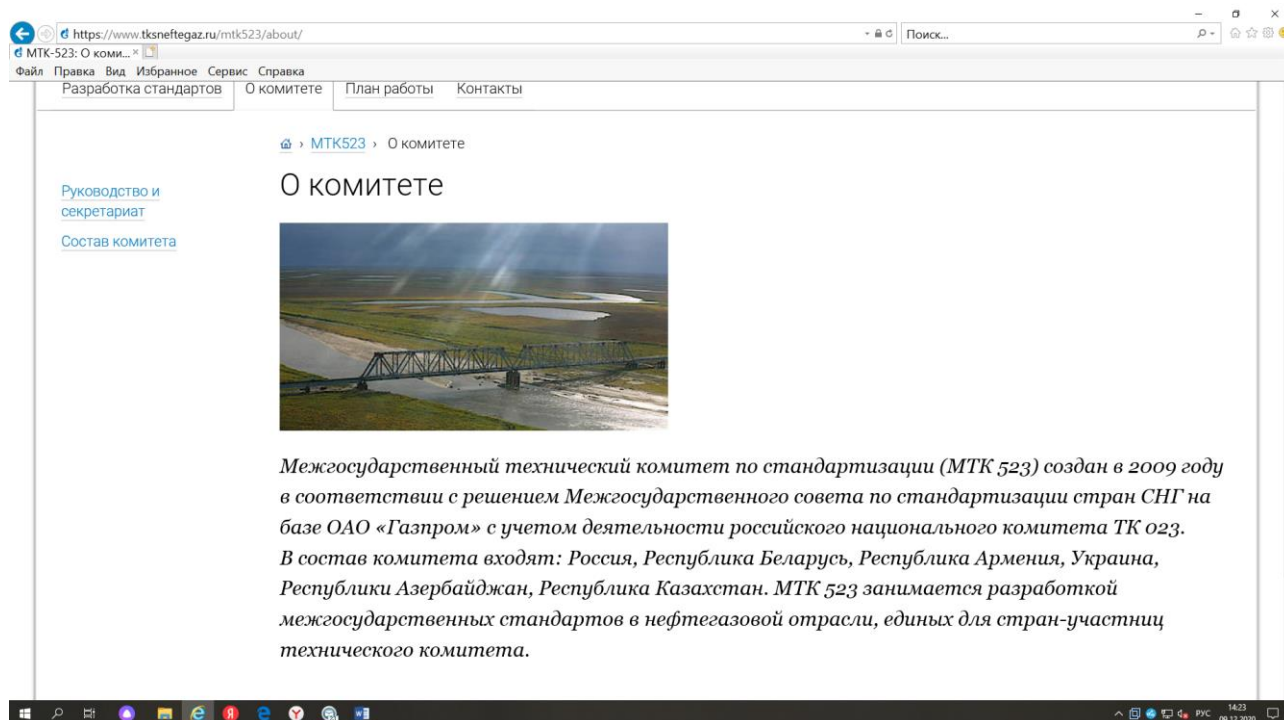 https://www.tksneftegaz.ru/mtk523/about/
Поиск...
МТК-523: О коми...
Файл Правка Вид Избранное Сервис Справка
Разработка стандартов О комитете План работы Контакты
МТК523 › О комитете
Руководство и
секретариат
Состав комитета
О комитете
Межгосударственный технический комитет по стандартизации (МТК 523) создан в 2009 году
в соответствии с решением Межгосударственного совета по стандартизации стран СНГ на
базе ОАО «Газпром» с учетом деятельности российского национального комитета ТК 023.
В состав комитета входят: Россия, Республика Беларусь, Республика Армения, Украина,
Республики Азербайджан, Республика Казахстан. МТК 523 занимается разработкой
межгосударственных стандартов в нефтегазовой отрасли, единых для стран-участниц
технического комитета.
РУС
14:23
09.12.2020